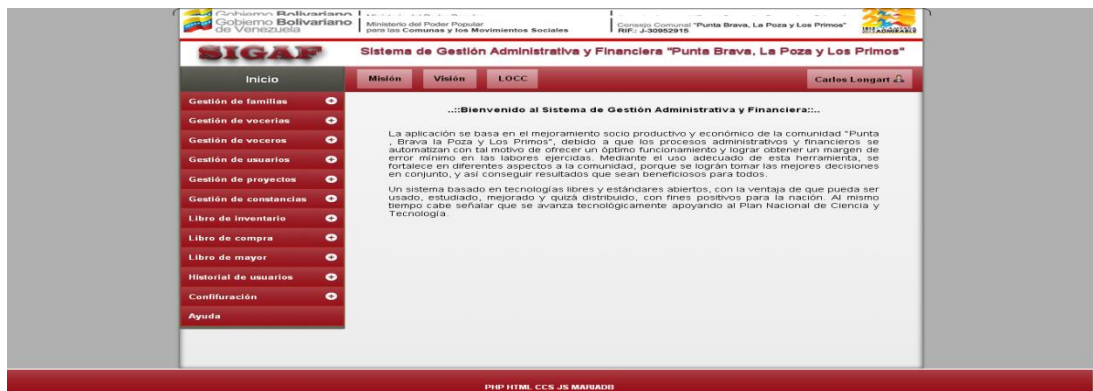 Gobierno Bolivariano
Gobierno Bolivariano
de Venezuela
Ministerio del Poder Popular
para las Comunas y los Movimientos Sociales
Consejo Comunal "Punta Brava, La Poza y Los Primos"
RIF.: J-30952915
SIGAF
Sistema de Gestión Administrativa y Financiera "Punta Brava, La Poza y Los Primos"
Inicio
Misión
Visión
LOCC
Carlos Longart
Gestión de familias
Gestión de vocerias
Gestión de voceros
Gestión de usuarios
Gestión de proyectos
Gestión de constancias
Libro de inventario
Libro de compra
Libro de mayor
Historial de usuarios
Confifuración
Ayuda
..::Bienvenido al Sistema de Gestión Administrativa y Financiera::..
La aplicación se basa en el mejoramiento socio productivo y económico de la comunidad "Punta
, Brava la Poza y Los Primos", debido a que los procesos administrativos y financieros se
automatizan con tal motivo de ofrecer un óptimo funcionamiento y lograr obtener un margen de
error mínimo en las labores ejercidas. Mediante el uso adecuado de esta herramienta, se
fortalece en diferentes aspectos a la comunidad, porque se lográn tomar las mejores decisiones
en conjunto, y así conseguir resultados que sean beneficiosos para todos.
Un sistema basado en tecnologías libres y estándares abiertos, con la ventaja de que pueda ser
usado, estudiado, mejorado y quizá distribuido, con fines positivos para la nación. Al mismo
tiempo cabe señalar que se avanza tecnológicamente apoyando al Plan Nacional de Ciencia y
Tecnología.
PHP HTML CCS JS MARIADB